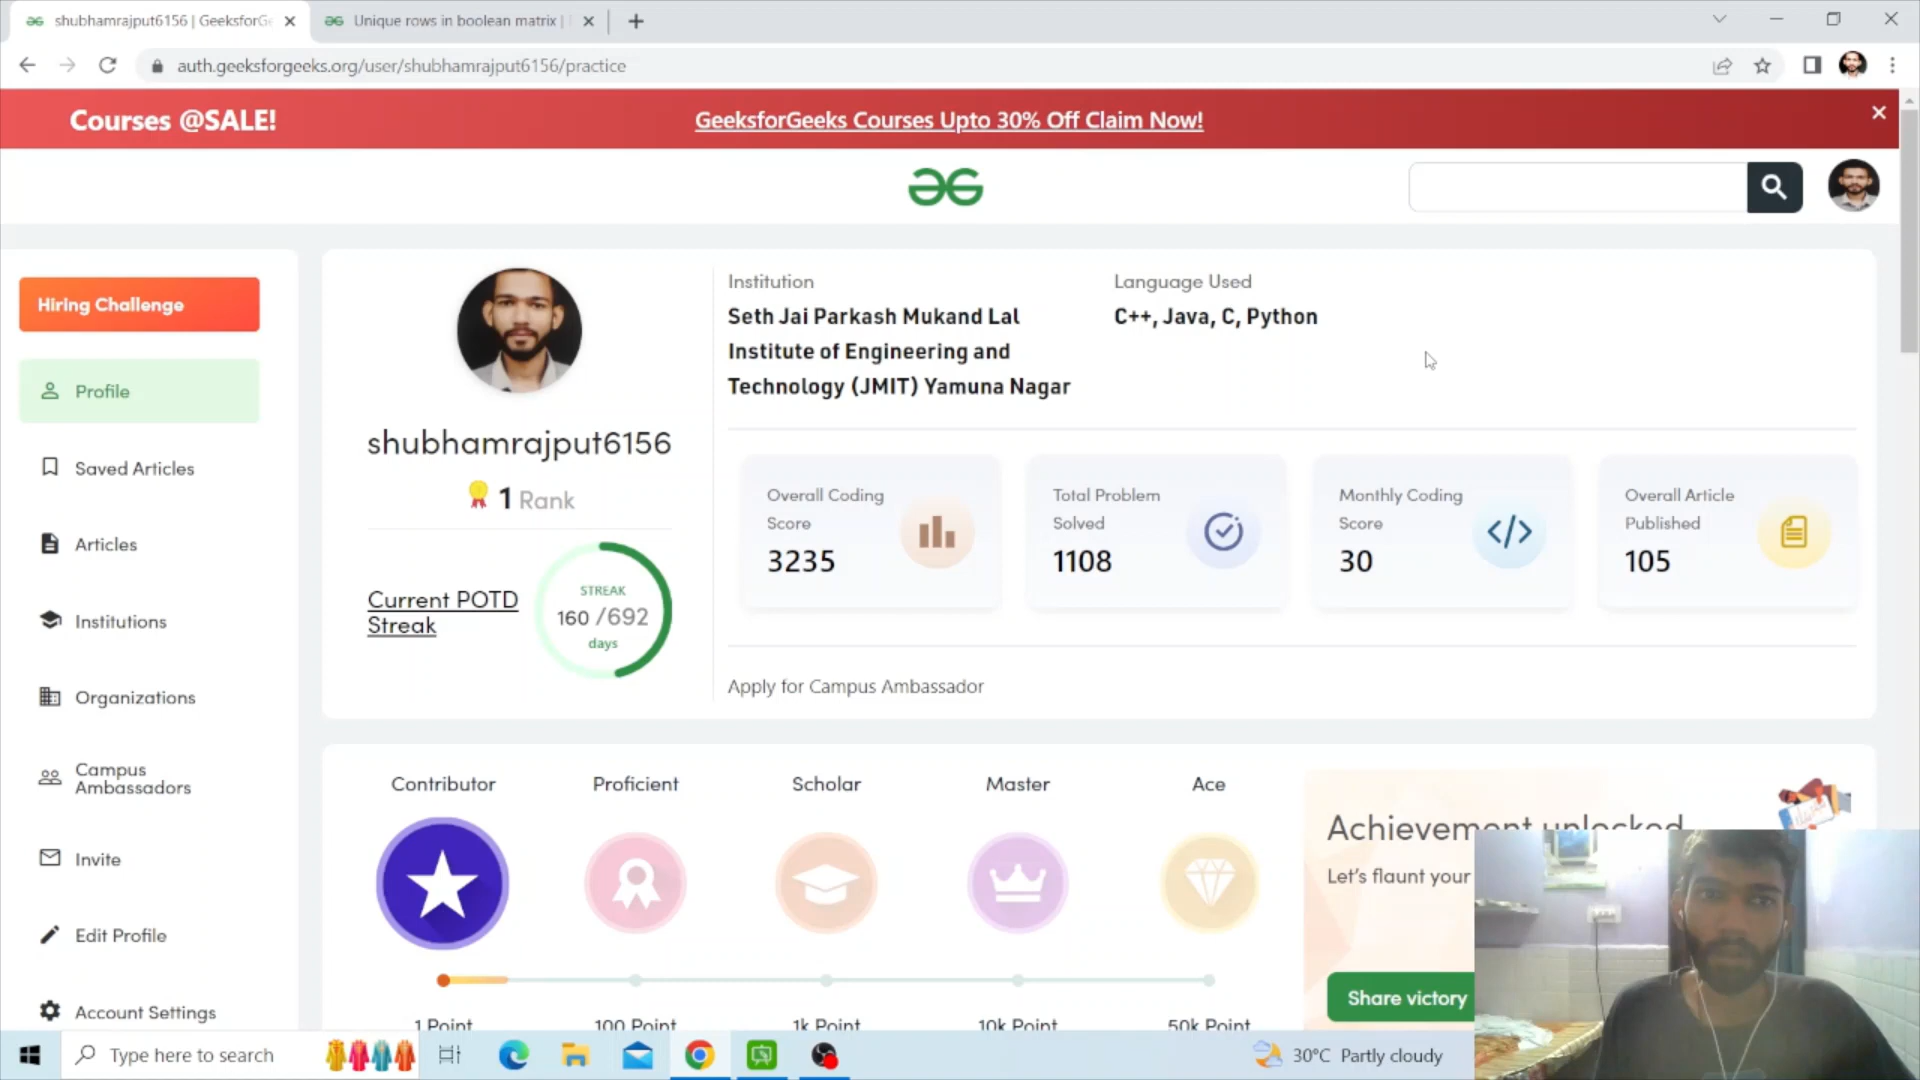 shubhamrajput6156 | GeeksforGe
Unique rows in boolean matrix |
auth.geeksforgeeks.org/user/shubhamrajput6156/practice
Courses @SALE!
GeeksforGeeks Courses Upto 30% Off Claim Now!
Hiring Challenge
Profile
Saved Articles
Articles
Institutions
Organizations
Campus
Ambassadors
Invite
Edit Profile
Account Settings
shubhamrajput6156
1 Rank
Current POTD
Streak
STREAK
160 /692
days
Institution
Seth Jai Parkash Mukand Lal
Institute of Engineering and
Technology (JMIT) Yamuna Nagar
Language Used
C++, Java, C, Python
Overall Coding
Score
3235
Total Problem
Solved
1108
Monthly Coding
Score
30
Overall Article
Published
105
Apply for Campus Ambassador
Contributor
Proficient
Scholar
Master
Ace
1 Point
100 Point
1k Point
10k Point
50k Point
Achievement unlocked
Let's flaunt your
Share victory
Type here to search
30°C Partly cloudy